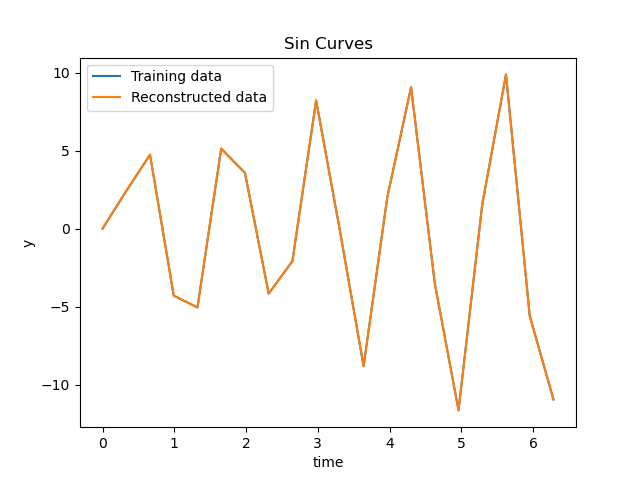 Sin Curves
Training data
Reconstructed data
10
5
0
−5
−10
y
0 1 2 3 4 5 6
time